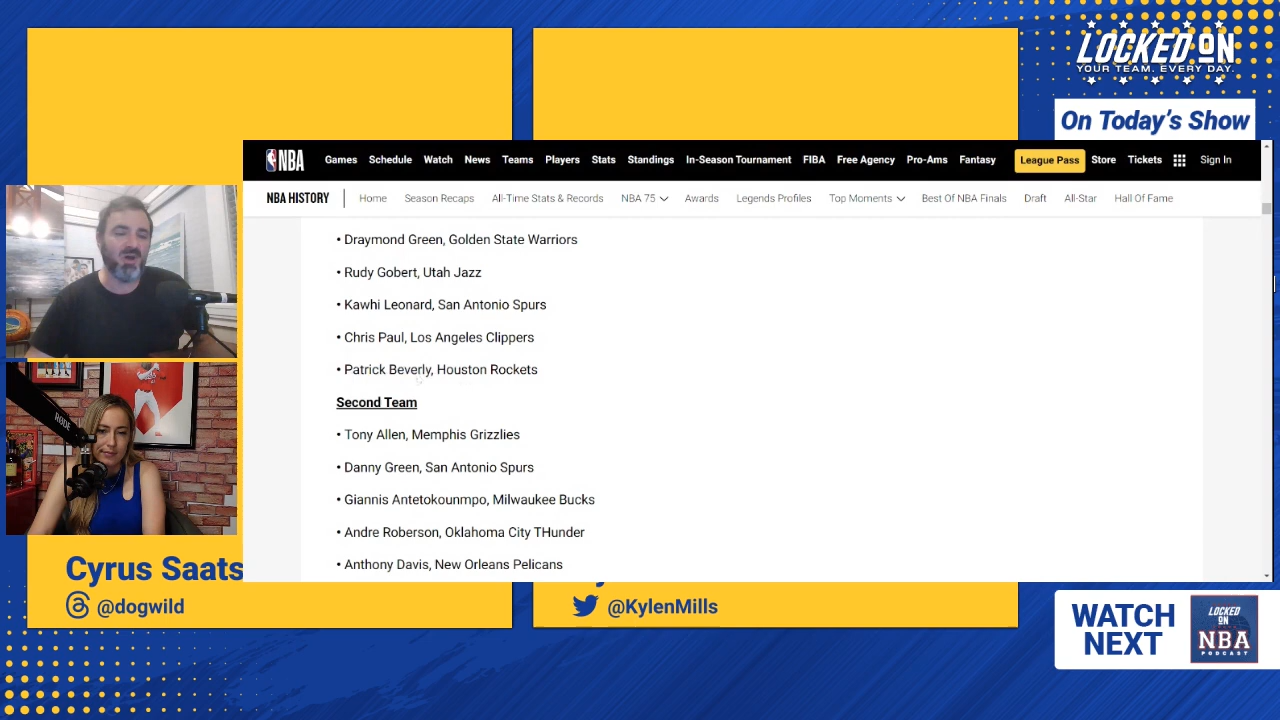 LOCKED ON
YOUR TEAM. EVERY DAY.
On Today's Show
NBA
Games Schedule Watch News Teams Players Stats Standings In-Season Tournament FIBA Free Agency Pro-Ams Fantasy League Pass Store Tickets Sign In
NBA HISTORY Home Season Recaps All-Time Stats & Records NBA 75 Awards Legends Profiles Top Moments Best Of NBA Finals Draft All-Star Hall Of Fame
• Draymond Green, Golden State Warriors
• Rudy Gobert, Utah Jazz
• Kawhi Leonard, San Antonio Spurs
• Chris Paul, Los Angeles Clippers
• Patrick Beverly, Houston Rockets
Second Team
• Tony Allen, Memphis Grizzlies
• Danny Green, San Antonio Spurs
• Giannis Antetokounmpo, Milwaukee Bucks
• Andre Roberson, Oklahoma City THunder
• Anthony Davis, New Orleans Pelicans
RODE
Cyrus Saats
@dogwild
@KylenMills
WATCH
NEXT
LOCKED
ON
NBA
PODCAST